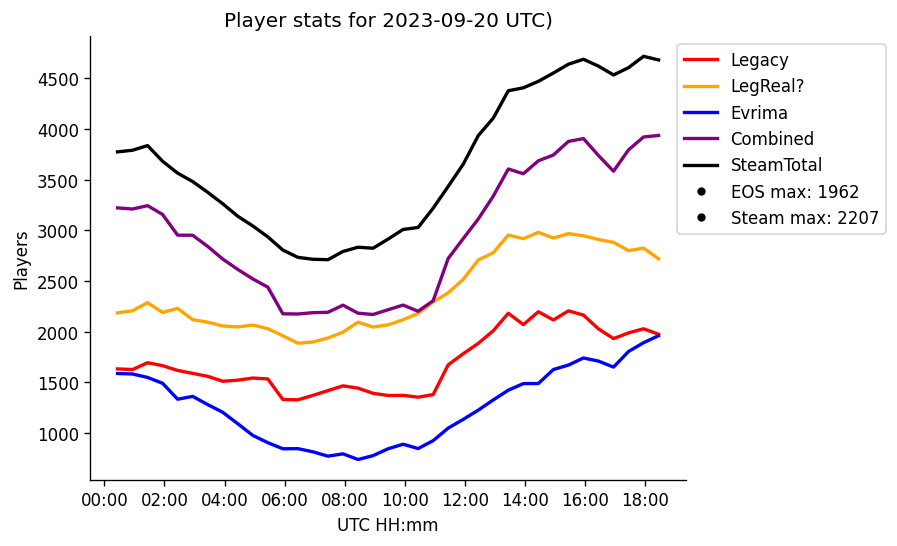 Player stats for 2023-09-20 UTC)
4500
4000
3500
3000
2500
2000
1500
1000
Players
00:00 02:00 04:00 06:00 08:00 10:00 12:00 14:00 16:00 18:00
UTC HH:mm
Legacy
LegReal?
Evrima
Combined
SteamTotal
EOS max: 1962
Steam max: 2207